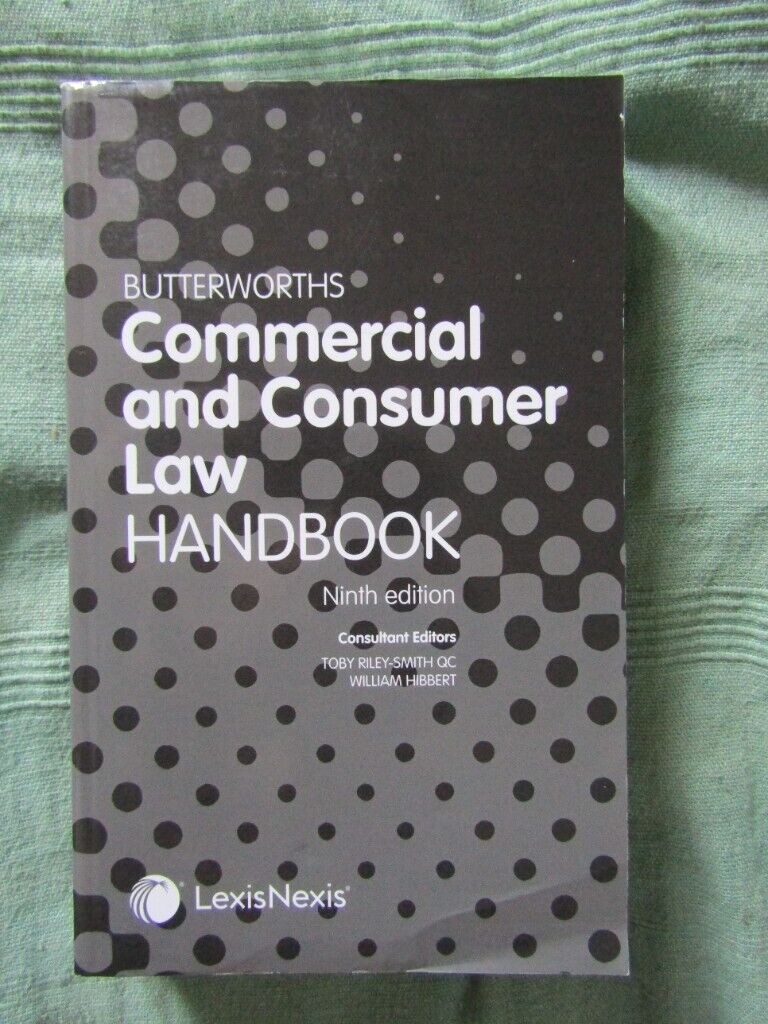 BUTTERWORTHS
Commercial
and Consumer
Law
HANDBOOK
Ninth edition
Consultant Editors
TOBY RILEY-SMITH QC
WILLIAM HIBBERT
LexisNexis®